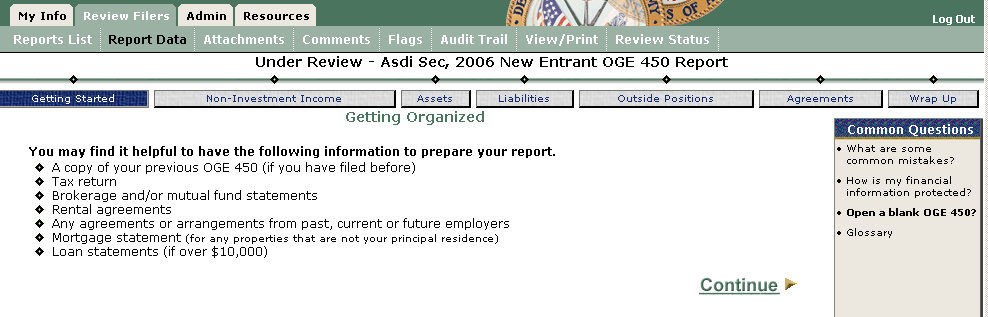 My Info Review Filers Admin Resources
Log Out
Reports List Report Data Attachments Comments Flags Audit Trail View/Print Review Status
Under Review - Asdi Sec, 2006 New Entrant OGE 450 Report
Getting Started Non-Investment Income Assets Liabilities Outside Positions Agreements Wrap Up
Getting Organized
You may find it helpful to have the following information to prepare your report.
A copy of your previous OGE 450 (if you have filed before)
Tax return
Brokerage and/or mutual fund statements
Rental agreements
Any agreements or arrangements from past, current or future employers
Mortgage statement (for any properties that are not your principal residence)
Loan statements (if over $10,000)
Continue
Common Questions
• What are some
common mistakes?
• How is my financial
information protected?
• Open a blank OGE 450?
• Glossary